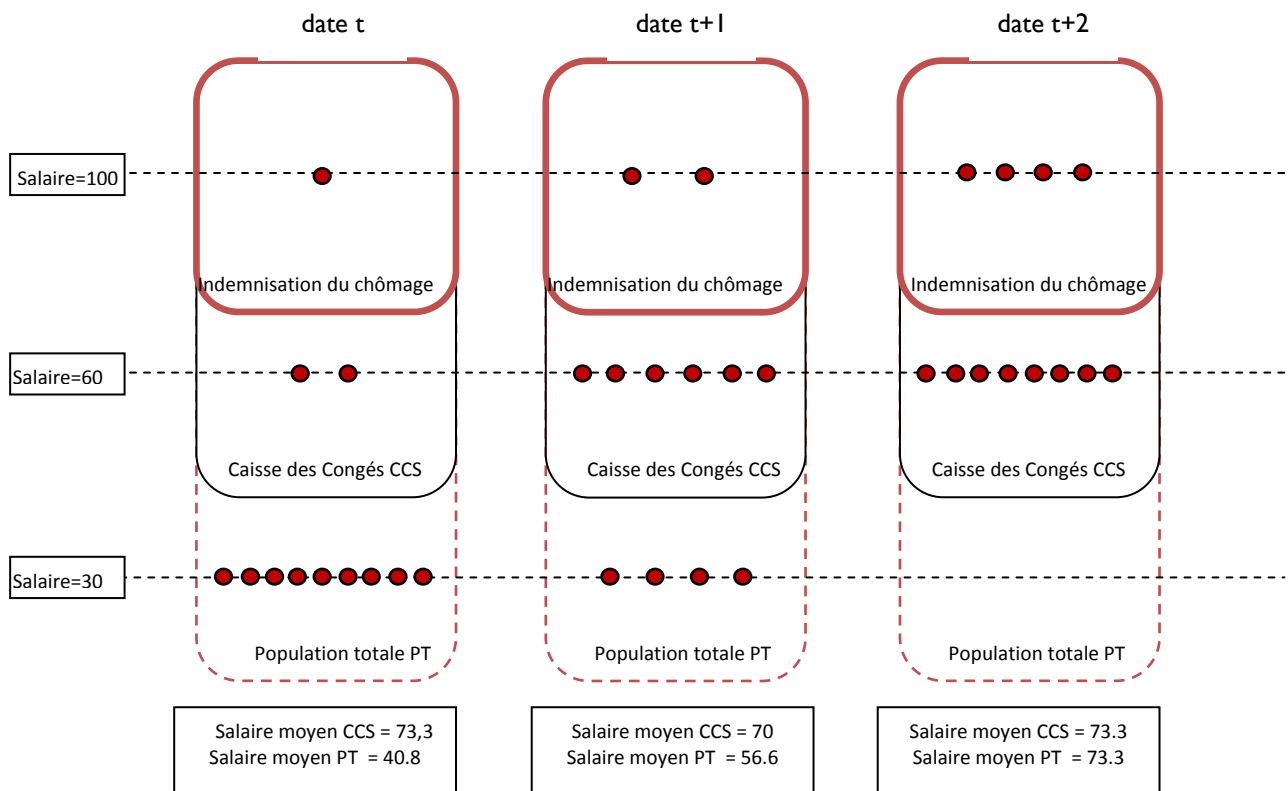 date t
date t+1
date t+2
Salaire=100
Indemnisation du chômage
Indemnisation du chômage
Indemnisation du chômage
Salaire=60
Caisse des Congés CCS
Caisse des Congés CCS
Caisse des Congés CCS
Salaire=30
Population totale PT
Population totale PT
Population totale PT
Salaire moyen CCS = 73,3
Salaire moyen PT = 40.8
Salaire moyen CCS = 70
Salaire moyen PT = 56.6
Salaire moyen CCS = 73.3
Salaire moyen PT = 73.3